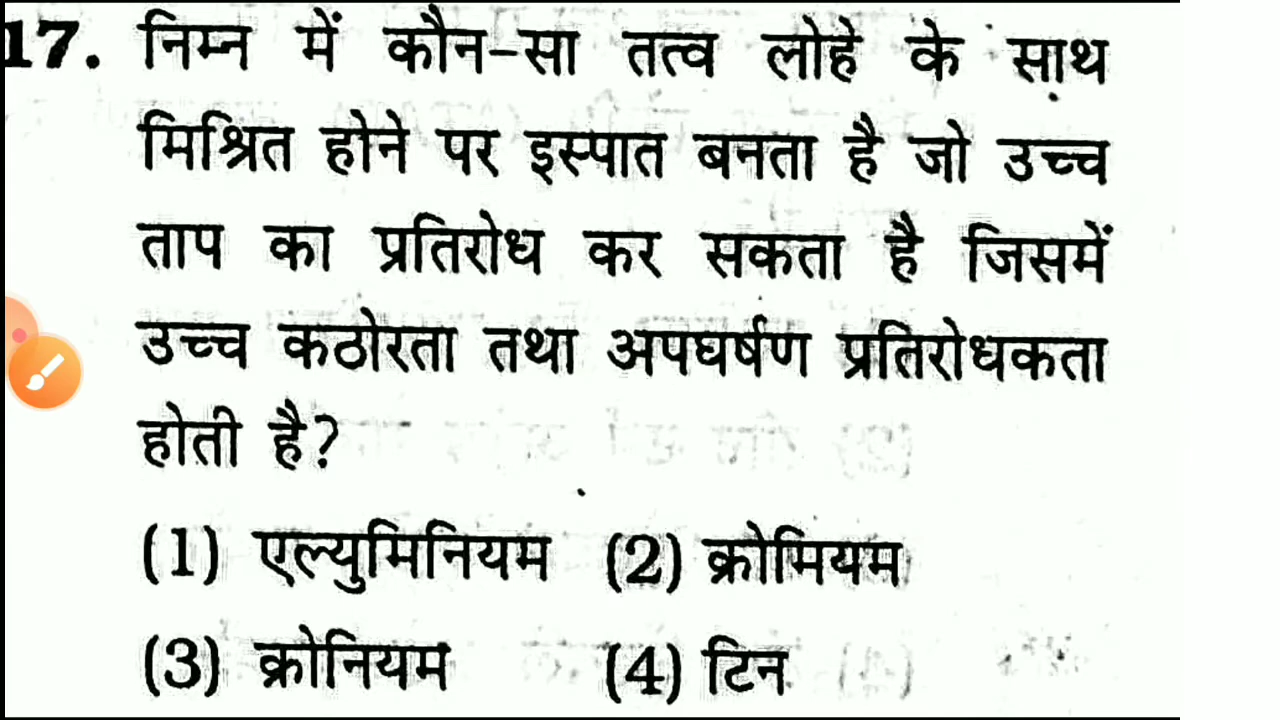 17. निम्न में कौन-सा तत्व लोहे के साथ
मिश्रित होने पर इस्पात बनता है जो उच्च
ताप का प्रतिरोध कर सकता है जिसमें
उच्च कठोरता तथा अपघर्षण प्रतिरोधकता
होती है?
(1) एल्युमिनियम (2) क्रोमियम
(3) क्रोनियम (4) टिन